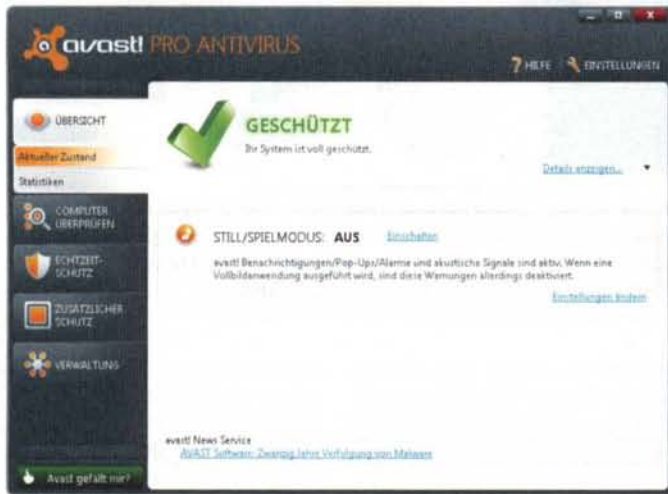 avast! PRO ANTIVIRUS
HILFE EINSTELLUNGEN
ÜBERSICHT
Aktueller Zustand
Statistiken
COMPUTER
ÜBERPRÜFEN
ECHTZEIT-
SCHUTZ
ZUSÄTZLICHER
SCHUTZ
VERWALTUNG
Avast gefällt mir!
GESCHÜTZT
Ihr System ist voll geschützt.
Details anzeigen...
STILL/SPIELMODUS: AUS Einschalten
avast! Benachrichtigungen/Pop-Ups/Alarme und akustische Signale sind aktiv. Wenn eine
Vollbildanwendung ausgeführt wird, sind diese Warnungen allerdings deaktiviert.
Einstellungen ändern
avast! News Service
AVAST Software: Zwanzig Jahre Verfolgung von Malware